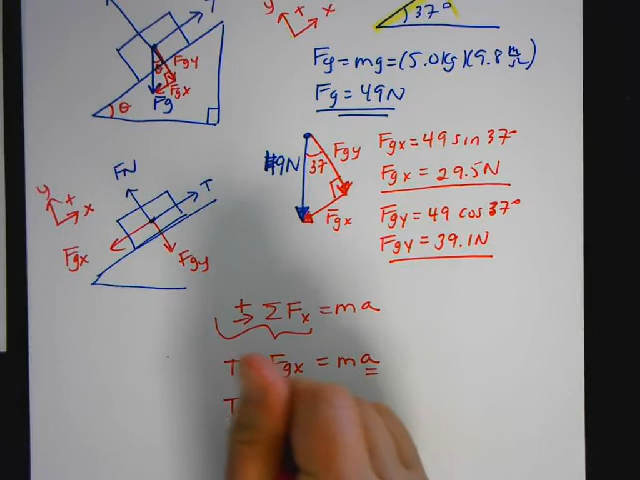 y + x
37°
θ
Fgy
Fgx
Fg
θ
Fg = mg = (5.0kg)(9.8 m/s²)
Fg = 49N
49N
37
Fgy
Fgx
Fgx = 49 sin 37°
Fgx = 29.5N
Fgy = 49 cos 37°
Fgy = 39.1N
y + x
FN
T
Fgx
Fgy
+→ ΣFx = ma
T Fgx = ma
T